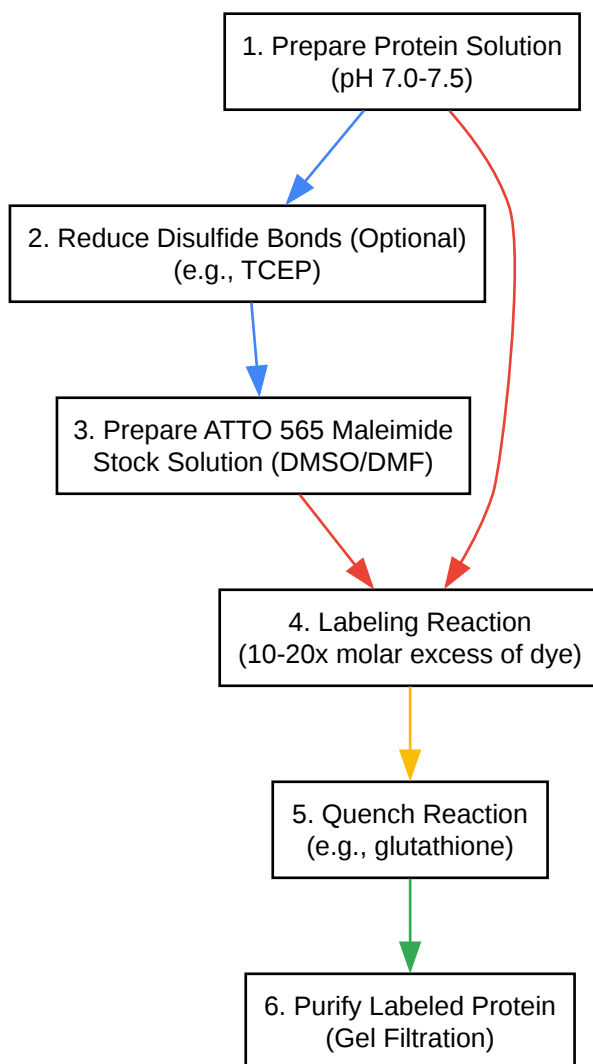 1. Prepare Protein Solution
(pH 7.0-7.5)
2. Reduce Disulfide Bonds (Optional)
(e.g., TCEP)
3. Prepare ATTO 565 Maleimide
Stock Solution (DMSO/DMF)
4. Labeling Reaction
(10-20x molar excess of dye)
5. Quench Reaction
(e.g., glutathione)
6. Purify Labeled Protein
(Gel Filtration)